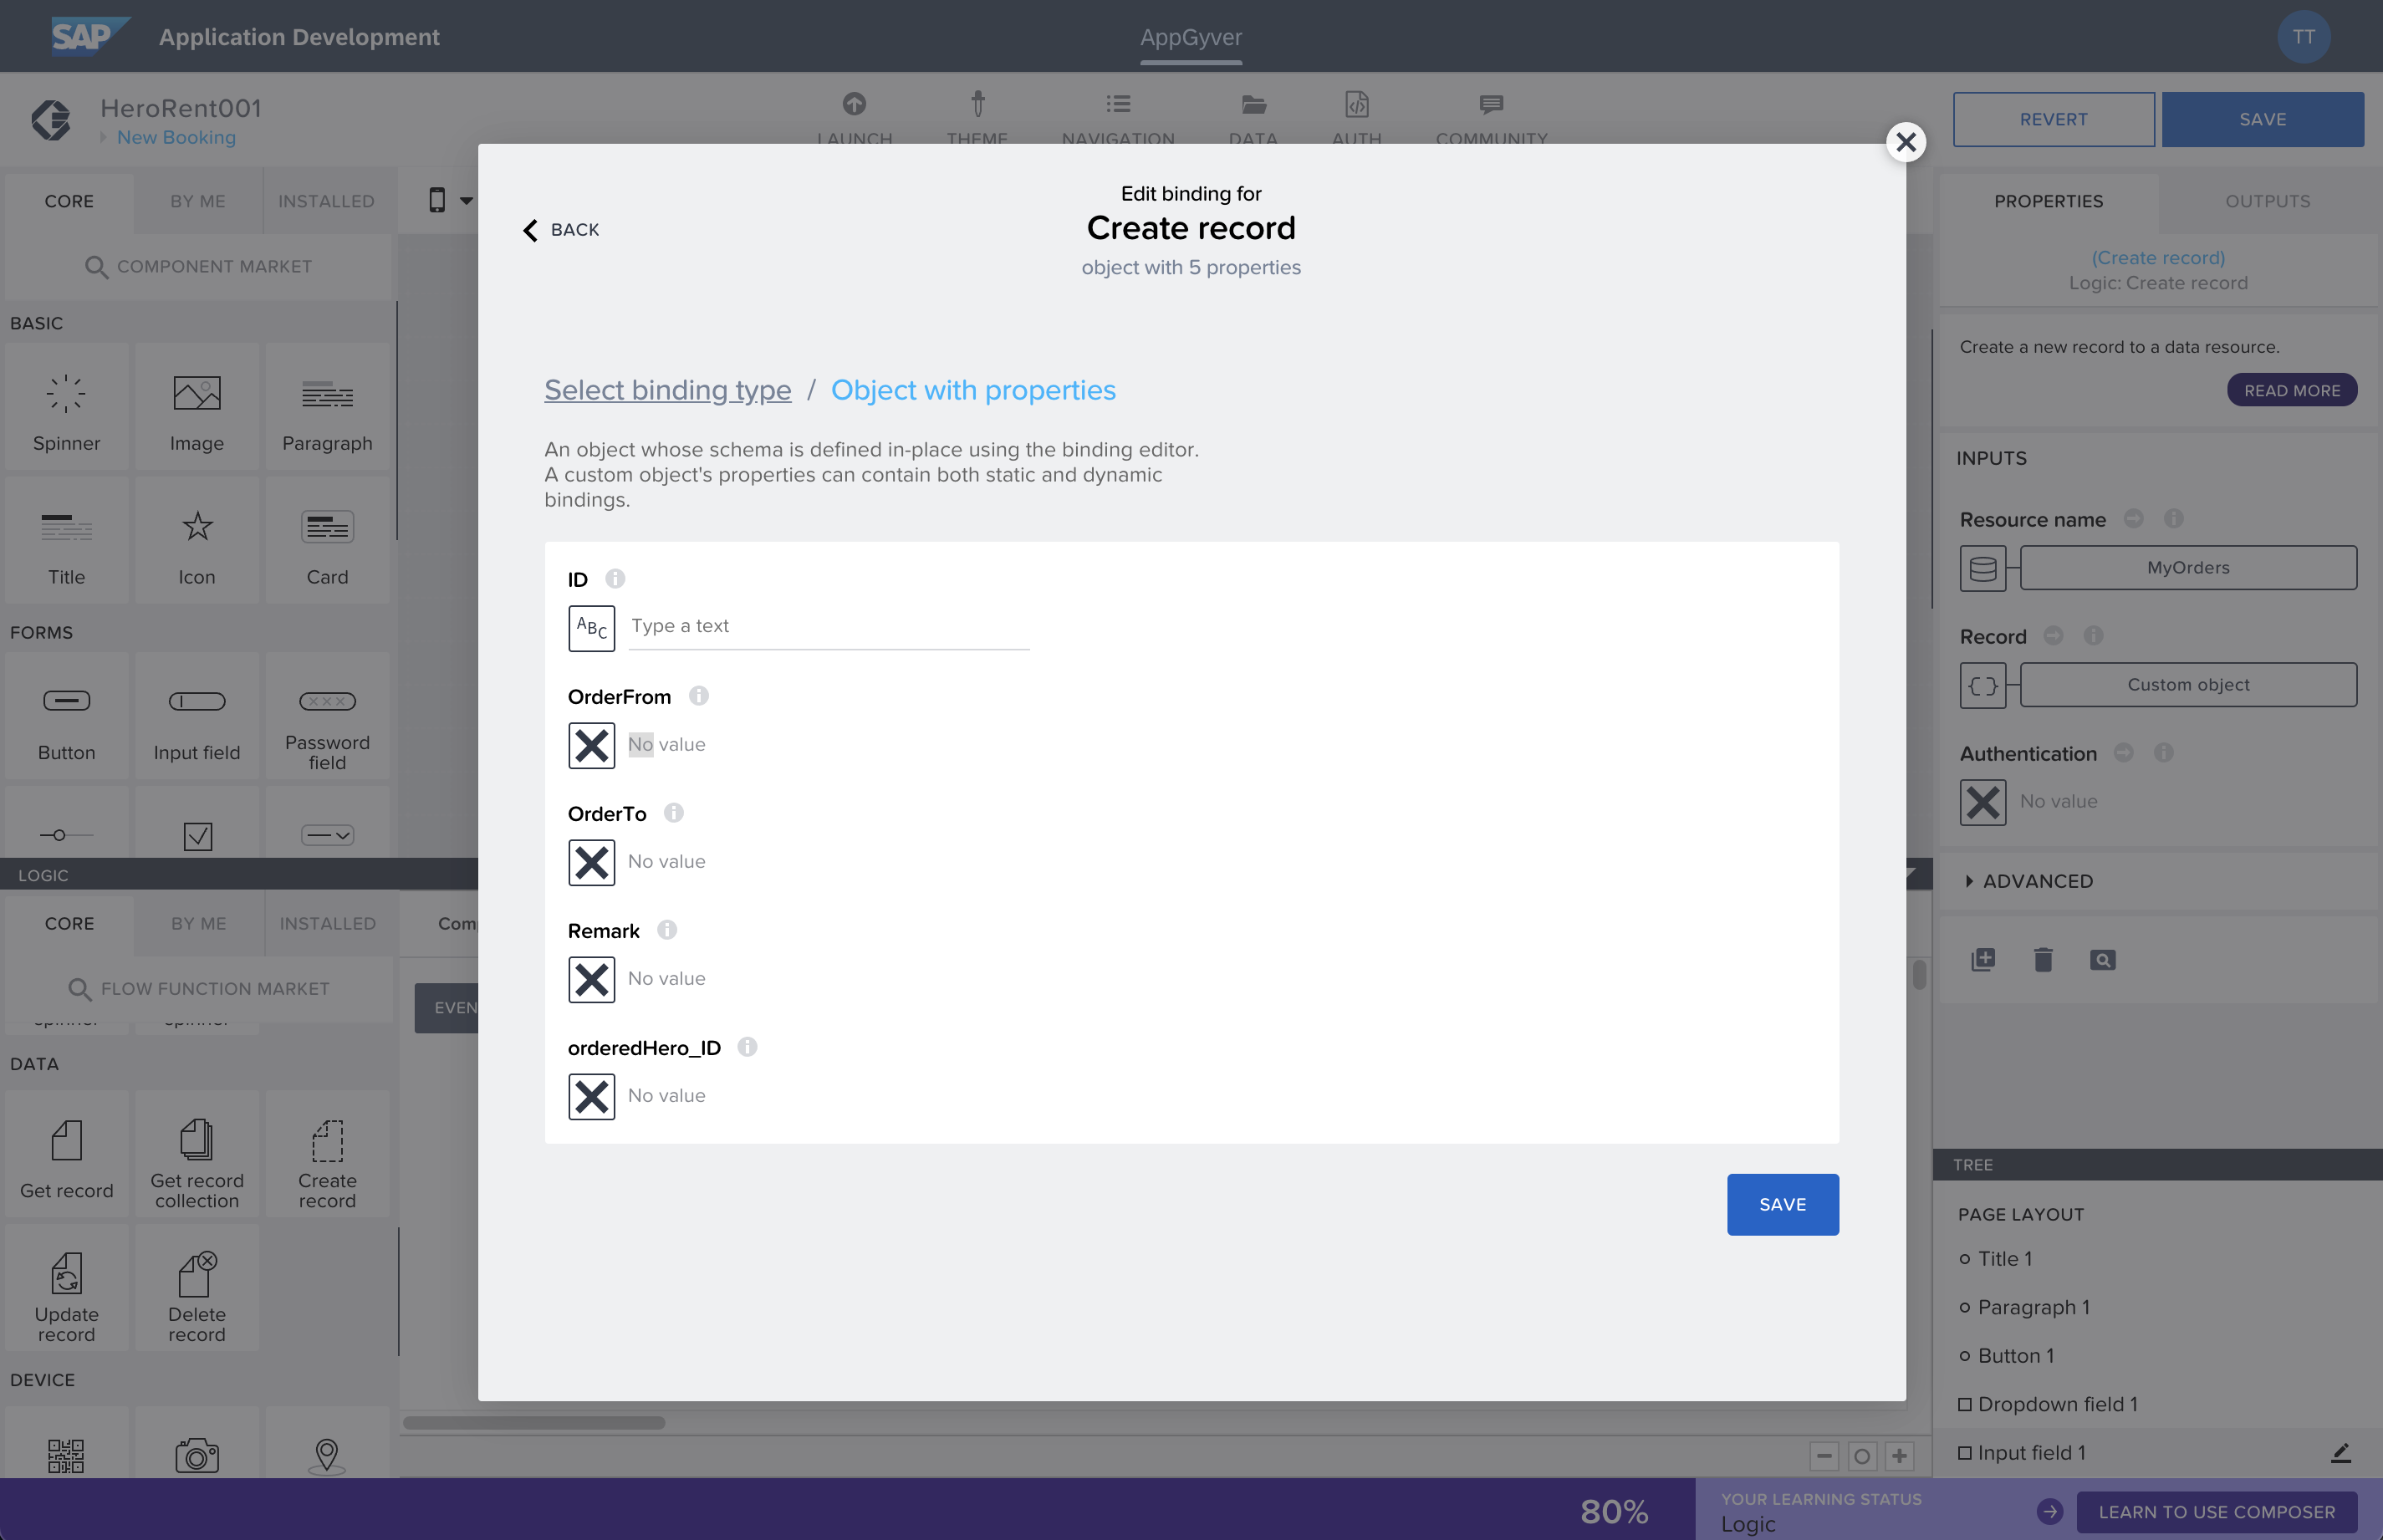 SAP
Application Development
AppGyver
TT
HeroRent001
New Booking
LAUNCH
THEME
NAVIGATION
DATA
AUTH
COMMUNITY
REVERT
SAVE
CORE
BY ME
INSTALLED
COMPONENT MARKET
BASIC
Spinner
Image
Paragraph
Title
Icon
Card
FORMS
Button
Input field
Password
field
LOGIC
CORE
BY ME
INSTALLED
FLOW FUNCTION MARKET
spinner
spinner
DATA
Get record
Get record
collection
Create
record
Update
record
Delete
record
DEVICE
Com
EVEN
BACK
Edit binding for
Create record
object with 5 properties
Select binding type / Object with properties
An object whose schema is defined in-place using the binding editor.
A custom object's properties can contain both static and dynamic
bindings.
ID
ABC
Type a text
OrderFrom
No value
OrderTo
No value
Remark
No value
orderedHero_ID
No value
SAVE
PROPERTIES
OUTPUTS
(Create record)
Logic: Create record
Create a new record to a data resource.
READ MORE
INPUTS
Resource name
MyOrders
Record
Custom object
Authentication
No value
ADVANCED
TREE
PAGE LAYOUT
Title 1
Paragraph 1
Button 1
Dropdown field 1
Input field 1
80%
YOUR LEARNING STATUS
Logic
LEARN TO USE COMPOSER